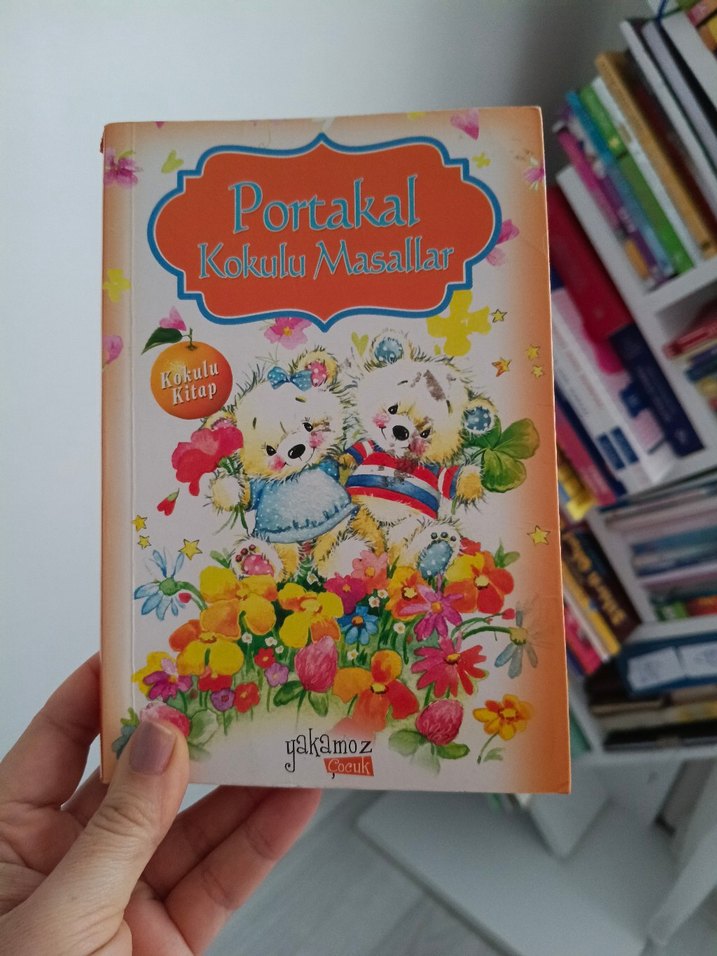 Portakal
Kokulu Masallar
Kokulu
Kitap
yakamoz
Çocuk